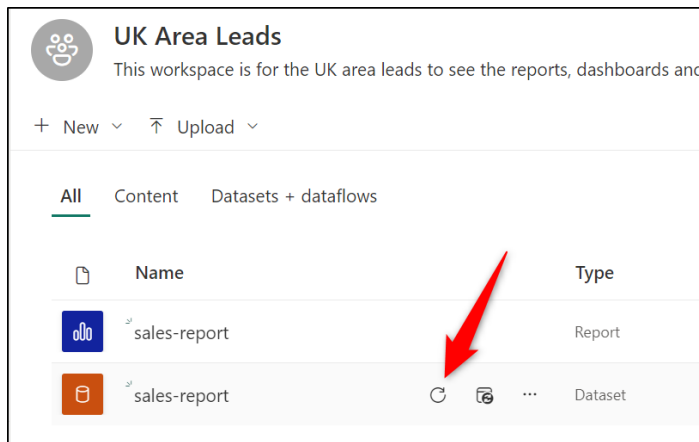 UK Area Leads
This workspace is for the UK area leads to see the reports, dashboards and
New Upload
All Content Datasets + dataflows
Name Type
sales-report Report
sales-report Dataset